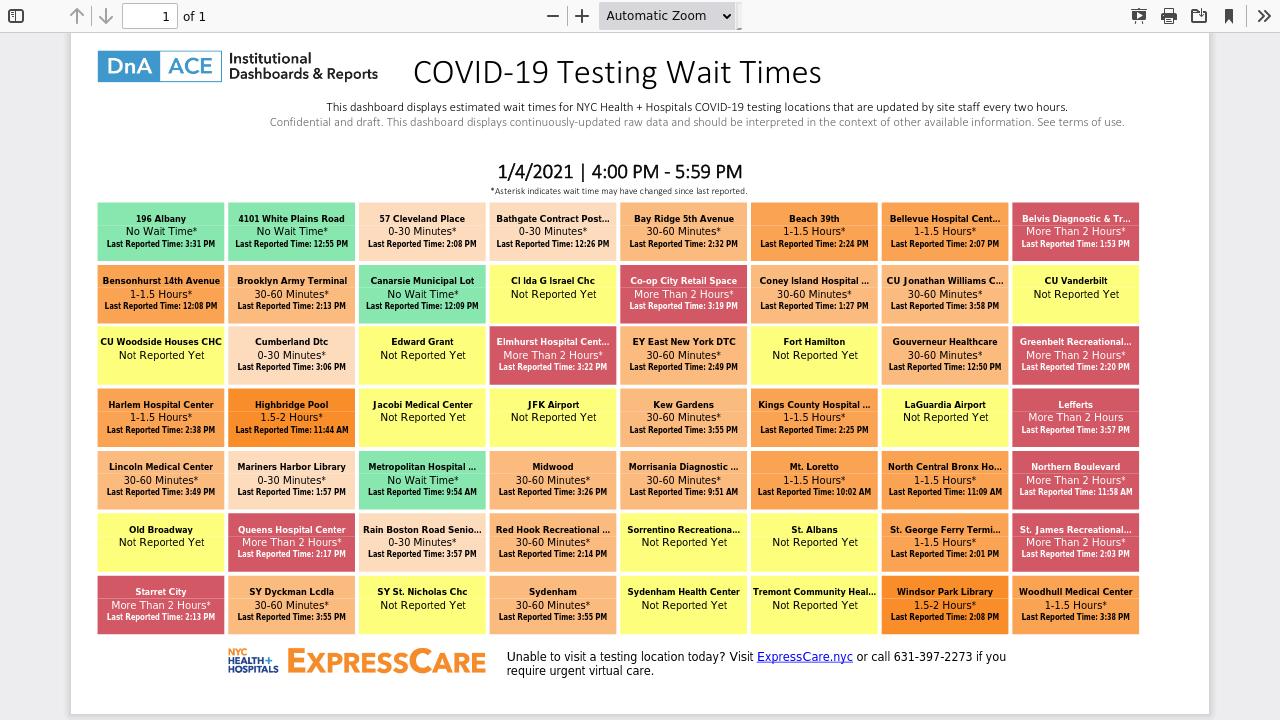 1 of 1 Automatic Zoom
DnA ACE Institutional
Dashboards & Reports
COVID-19 Testing Wait Times
This dashboard displays estimated wait times for NYC Health + Hospitals COVID-19 testing locations that are updated by site staff every two hours.
Confidential and draft. This dashboard displays continuously-updated raw data and should be interpreted in the context of other available information. See terms of use.
1/4/2021 | 4:00 PM - 5:59 PM
*Asterisk indicates wait time may have changed since last reported.
196 Albany
No Wait Time*
Last Reported Time: 3:31 PM
4101 White Plains Road
No Wait Time*
Last Reported Time: 12:55 PM
57 Cleveland Place
0-30 Minutes*
Last Reported Time: 2:08 PM
Bathgate Contract Post...
0-30 Minutes*
Last Reported Time: 12:26 PM
Bay Ridge 5th Avenue
30-60 Minutes*
Last Reported Time: 2:32 PM
Beach 39th
1-1.5 Hours*
Last Reported Time: 2:24 PM
Bellevue Hospital Cent...
1-1.5 Hours*
Last Reported Time: 2:07 PM
Belvis Diagnostic & Tr...
More Than 2 Hours*
Last Reported Time: 1:53 PM
Bensonhurst 14th Avenue
1-1.5 Hours*
Last Reported Time: 12:08 PM
Brooklyn Army Terminal
30-60 Minutes*
Last Reported Time: 2:13 PM
Canarsie Municipal Lot
No Wait Time*
Last Reported Time: 12:09 PM
CI Ida G Israel Chc
Not Reported Yet
Co-op City Retail Space
More Than 2 Hours*
Last Reported Time: 3:19 PM
Coney Island Hospital ...
30-60 Minutes*
Last Reported Time: 1:27 PM
CU Jonathan Williams C...
30-60 Minutes*
Last Reported Time: 3:58 PM
CU Vanderbilt
Not Reported Yet
CU Woodside Houses CHC
Not Reported Yet
Cumberland Dtc
0-30 Minutes*
Last Reported Time: 3:06 PM
Edward Grant
Not Reported Yet
Elmhurst Hospital Cent...
More Than 2 Hours*
Last Reported Time: 3:22 PM
EY East New York DTC
30-60 Minutes*
Last Reported Time: 2:49 PM
Fort Hamilton
Not Reported Yet
Gouverneur Healthcare
30-60 Minutes*
Last Reported Time: 12:50 PM
Greenbelt Recreational...
More Than 2 Hours*
Last Reported Time: 2:20 PM
Harlem Hospital Center
1-1.5 Hours*
Last Reported Time: 2:38 PM
Highbridge Pool
1.5-2 Hours*
Last Reported Time: 11:44 AM
Jacobi Medical Center
Not Reported Yet
JFK Airport
Not Reported Yet
Kew Gardens
30-60 Minutes*
Last Reported Time: 3:55 PM
Kings County Hospital ...
1-1.5 Hours*
Last Reported Time: 2:25 PM
LaGuardia Airport
Not Reported Yet
Lefferts
More Than 2 Hours
Last Reported Time: 3:57 PM
Lincoln Medical Center
30-60 Minutes*
Last Reported Time: 3:49 PM
Mariners Harbor Library
0-30 Minutes*
Last Reported Time: 1:57 PM
Metropolitan Hospital ...
No Wait Time*
Last Reported Time: 9:54 AM
Midwood
30-60 Minutes*
Last Reported Time: 3:26 PM
Morrisania Diagnostic ...
30-60 Minutes*
Last Reported Time: 9:51 AM
Mt. Loretto
1-1.5 Hours*
Last Reported Time: 10:02 AM
North Central Bronx Ho...
1-1.5 Hours*
Last Reported Time: 11:09 AM
Northern Boulevard
More Than 2 Hours*
Last Reported Time: 11:58 AM
Old Broadway
Not Reported Yet
Queens Hospital Center
More Than 2 Hours*
Last Reported Time: 2:17 PM
Rain Boston Road Senio...
0-30 Minutes*
Last Reported Time: 3:57 PM
Red Hook Recreational ...
30-60 Minutes*
Last Reported Time: 2:14 PM
Sorrentino Recreationa...
Not Reported Yet
St. Albans
Not Reported Yet
St. George Ferry Termi...
1-1.5 Hours*
Last Reported Time: 2:01 PM
St. James Recreational...
More Than 2 Hours*
Last Reported Time: 2:03 PM
Starret City
More Than 2 Hours*
Last Reported Time: 2:13 PM
SY Dyckman Lcdla
30-60 Minutes*
Last Reported Time: 3:55 PM
SY St. Nicholas Chc
Not Reported Yet
Sydenham
30-60 Minutes*
Last Reported Time: 3:55 PM
Sydenham Health Center
Not Reported Yet
Tremont Community Heal...
Not Reported Yet
Windsor Park Library
1.5-2 Hours*
Last Reported Time: 2:08 PM
Woodhull Medical Center
1-1.5 Hours*
Last Reported Time: 3:38 PM
NYC
HEALTH+
HOSPITALS
EXPRESSCARE
Unable to visit a testing location today? Visit ExpressCare.nyc or call 631-397-2273 if you
require urgent virtual care.